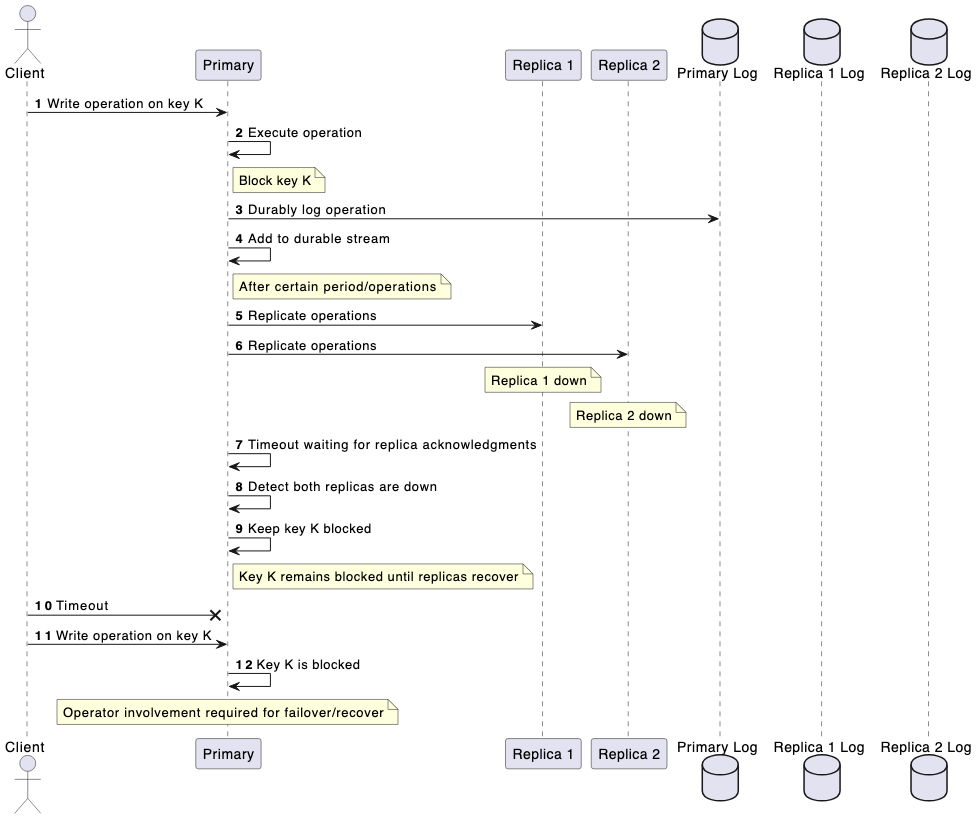 Client
Primary
Replica 1
Replica 2
Primary Log
Replica 1 Log
Replica 2 Log
1 Write operation on key K
2 Execute operation
Block key K
3 Durably log operation
4 Add to durable stream
After certain period/operations
5 Replicate operations
6 Replicate operations
Replica 1 down
Replica 2 down
7 Timeout waiting for replica acknowledgments
8 Detect both replicas are down
9 Keep key K blocked
Key K remains blocked until replicas recover
10 Timeout
11 Write operation on key K
12 Key K is blocked
Operator involvement required for failover/recover
Client
Primary
Replica 1
Replica 2
Primary Log
Replica 1 Log
Replica 2 Log